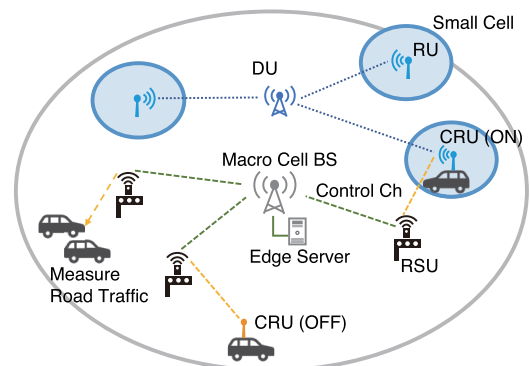 Small Cell
RU
DU
CRU (ON)
Macro Cell BS
Control Ch
Edge Server
RSU
Measure
Road Traffic
CRU (OFF)